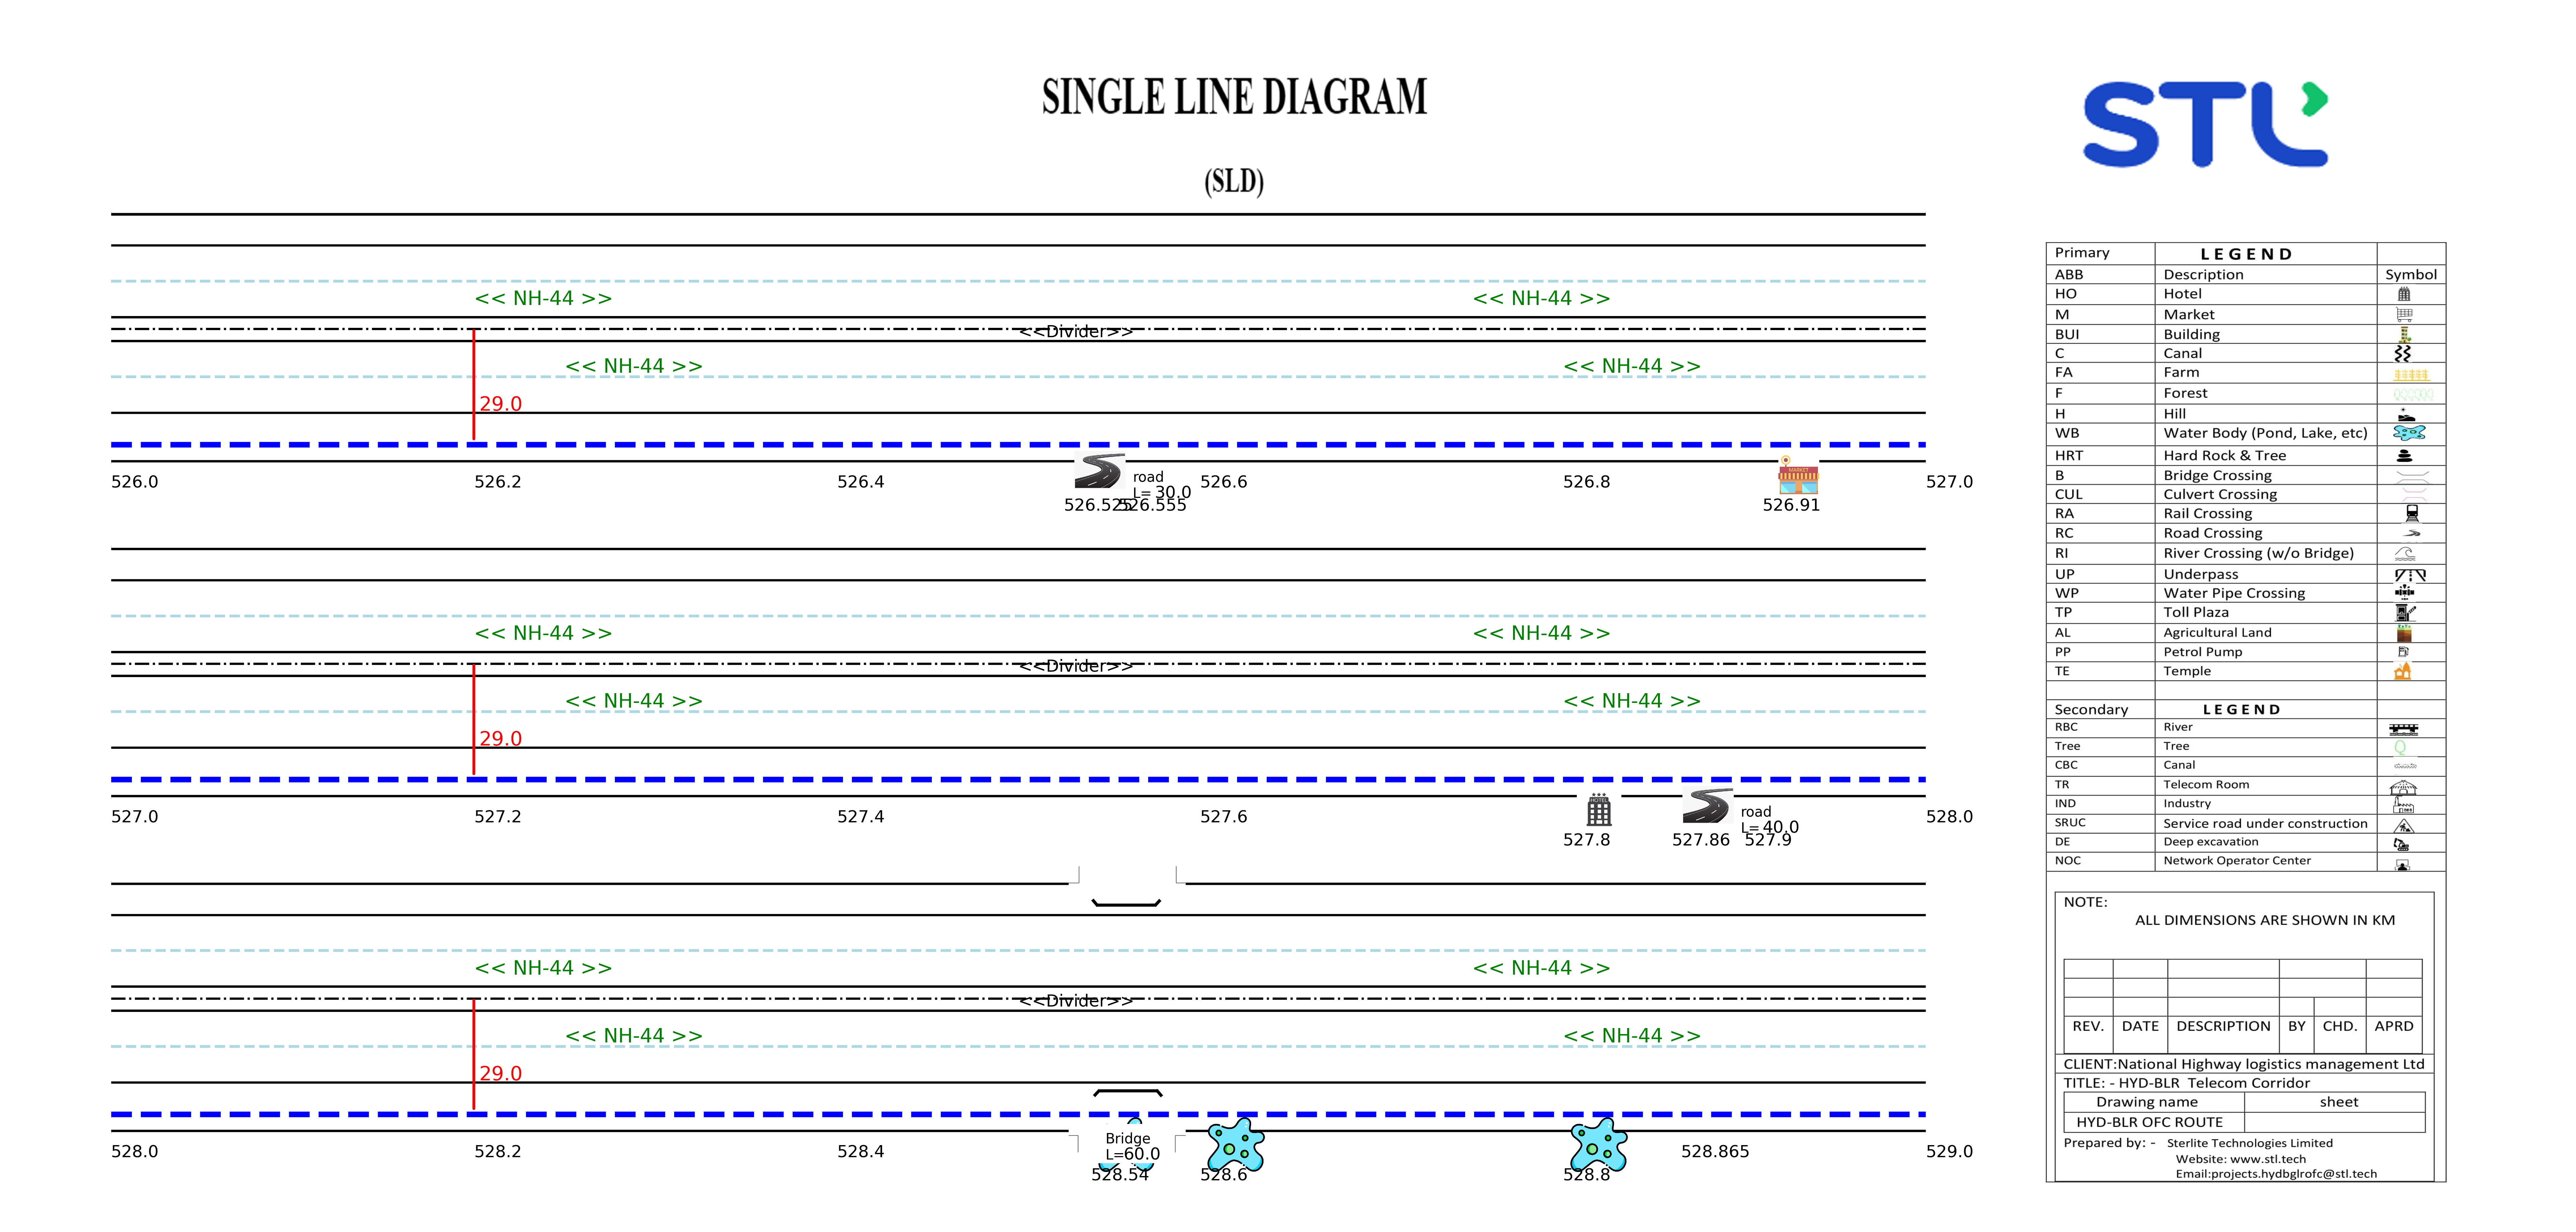 SINGLE LINE DIAGRAM
(SLD)
STL
<< NH-44 >> << NH-44 >>
<<Divider>>
<< NH-44 >> << NH-44 >>
29.0
526.0 526.2 526.4 526.6 526.8 527.0
road
L= 30.0
526.525 526.555 526.91
MARKET
<< NH-44 >> << NH-44 >>
<<Divider>>
<< NH-44 >> << NH-44 >>
29.0
527.0 527.2 527.4 527.6 528.0
HOTEL
road
L= 40.0
527.8 527.86 527.9
<< NH-44 >> << NH-44 >>
<<Divider>>
<< NH-44 >> << NH-44 >>
29.0
528.0 528.2 528.4 528.865 529.0
Bridge
L=60.0
528.54 528.6 528.8
Primary LEGEND
ABB Description Symbol
HO Hotel
M Market
BUI Building
C Canal
FA Farm
F Forest
H Hill
WB Water Body (Pond, Lake, etc)
HRT Hard Rock & Tree
B Bridge Crossing
CUL Culvert Crossing
RA Rail Crossing
RC Road Crossing
RI River Crossing (w/o Bridge)
UP Underpass
WP Water Pipe Crossing
TP Toll Plaza
AL Agricultural Land
PP Petrol Pump
TE Temple
Secondary LEGEND
RBC River
Tree Tree
CBC Canal
TR Telecom Room
IND Industry
SRUC Service road under construction
DE Deep excavation
NOC Network Operator Center
NOTE:
ALL DIMENSIONS ARE SHOWN IN KM
REV. DATE DESCRIPTION BY CHD. APRD
CLIENT:National Highway logistics management Ltd
TITLE: - HYD-BLR Telecom Corridor
Drawing name sheet
HYD-BLR OFC ROUTE
Prepared by: - Sterlite Technologies Limited
Website: www.stl.tech
Email:projects.hydbglrofc@stl.tech